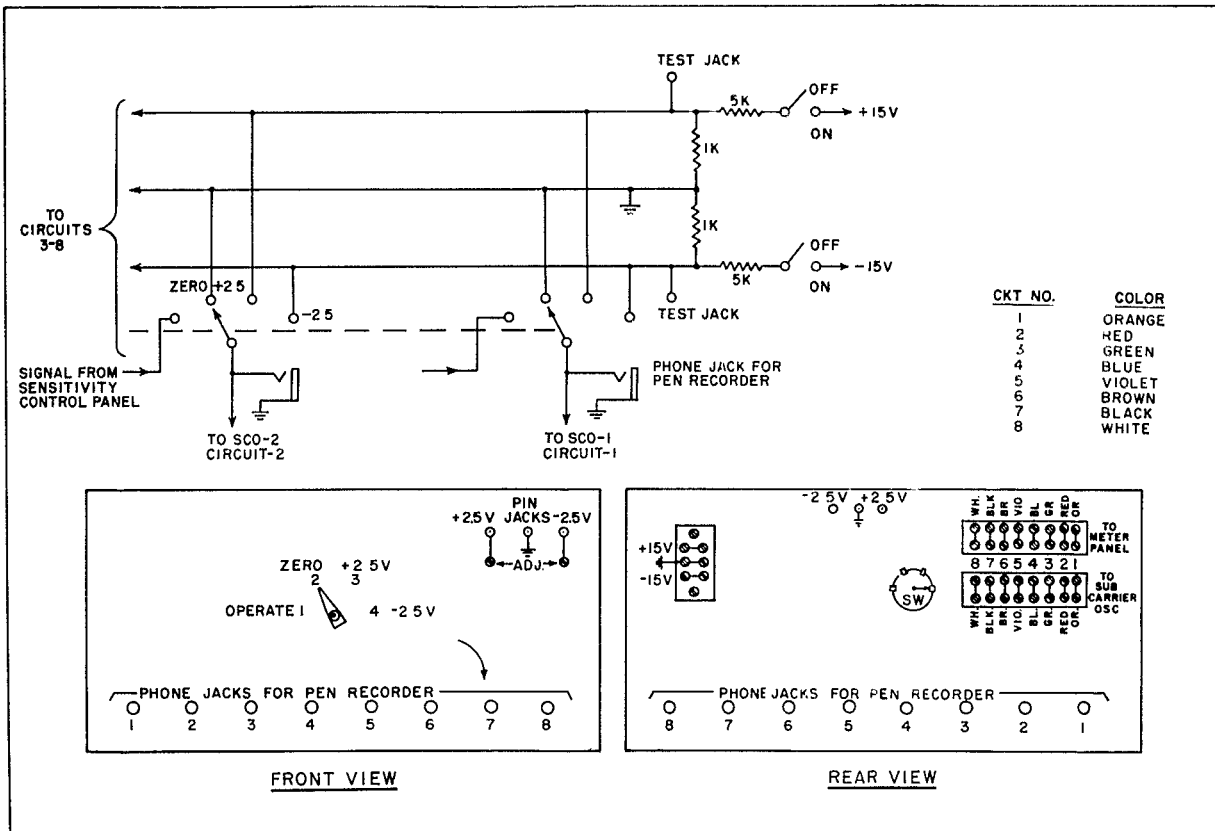 TEST JACK
OFF
5K
+15V
ON
1K
TO
CIRCUITS
3-8
1K
OFF
-15V
5K
ON
ZERO +2 5
-2 5
TEST JACK
SIGNAL FROM
SENSITIVITY
CONTROL PANEL
PHONE JACK FOR
PEN RECORDER
TO SCO-2
CIRCUIT-2
TO SCO-1
CIRCUIT-1
CKT NO. COLOR
1 ORANGE
2 RED
3 GREEN
4 BLUE
5 VIOLET
6 BROWN
7 BLACK
8 WHITE
PIN
JACKS
+2.5V -2.5V
ADJ.
ZERO +2 5V
2 3
OPERATE 1 4 -2 5V
PHONE JACKS FOR PEN RECORDER
1 2 3 4 5 6 7 8
FRONT VIEW
-2 5V +2 5V
+15V
-15V
SW
WH. BLK BR VIO BL GR RED OR
TO
METER
PANEL
8 7 6 5 4 3 2 1
TO
SUB
CARRIER
OSC
WH. BLK BR. VIO. BL. GR. RED OR.
PHONE JACKS FOR PEN RECORDER
8 7 6 5 4 3 2 1
REAR VIEW